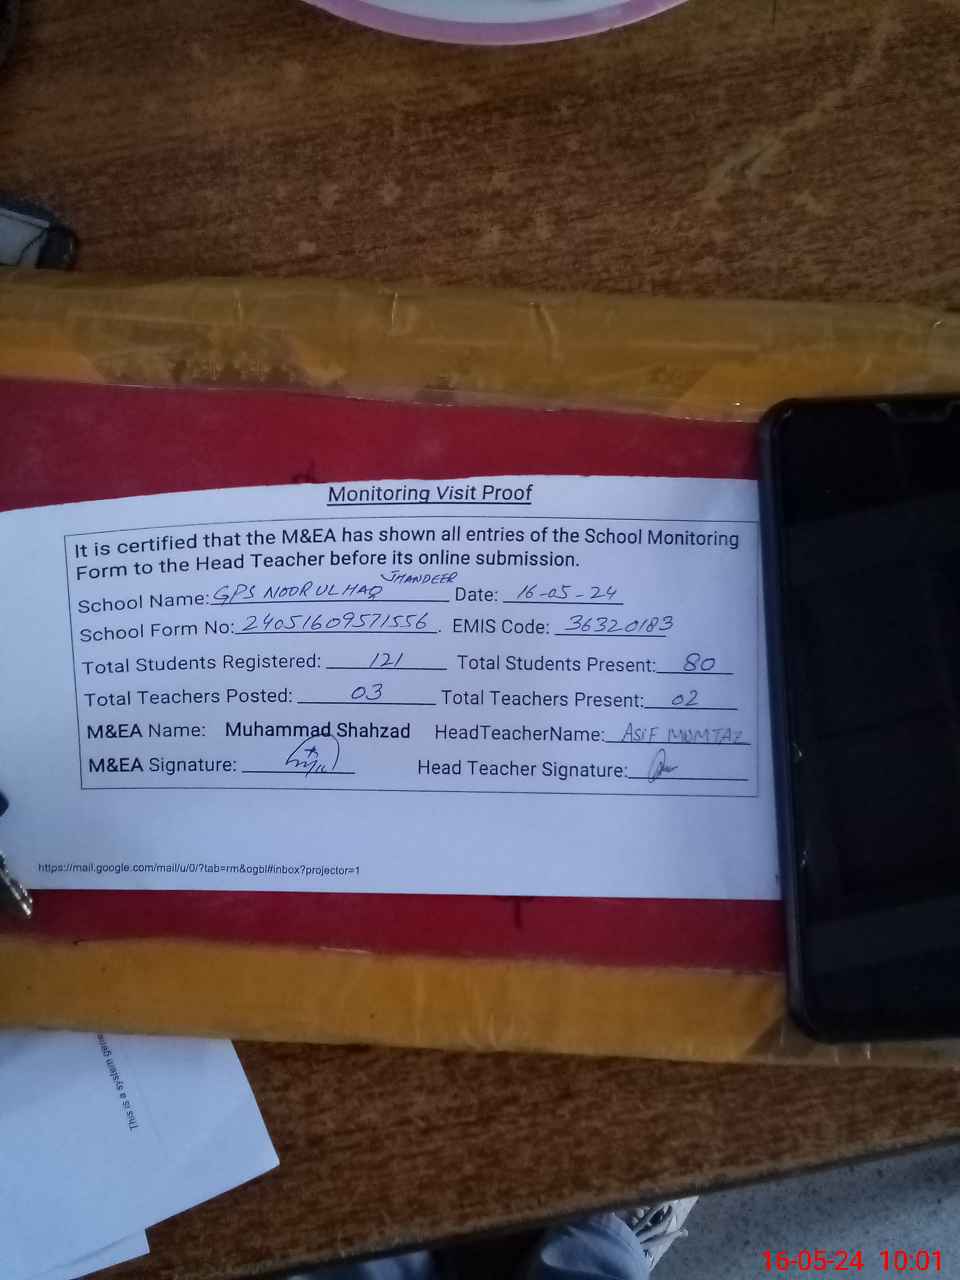 Monitoring Visit Proof
It is certified that the M&EA has shown all entries of the School Monitoring
Form to the Head Teacher before its online submission.
JHANDEER
School Name: GPS NOOR UL HAQ Date: 16-05-24
School Form No: 24051609571556. EMIS Code: 36320183
Total Students Registered: 121 Total Students Present: 80
Total Teachers Posted: 03 Total Teachers Present: 02
M&EA Name: Muhammad Shahzad HeadTeacherName: ASiF MUMTAZ
M&EA Signature: Head Teacher Signature:
https://mail.google.com/mail/u/0/?tab=rm&ogbl#inbox?projector=1
This is a system gene
16-05-24 10:01